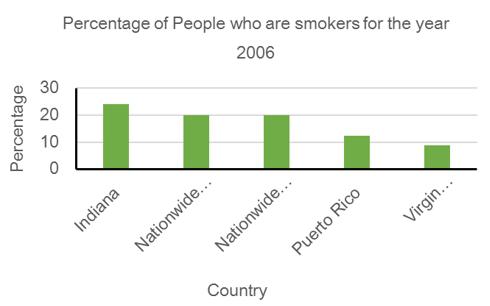 Percentage of People who are smokers for the year
2006
Percentage
30
20
10
0
Indiana
Nationwide...
Nationwide...
Puerto Rico
Virgin...
Country